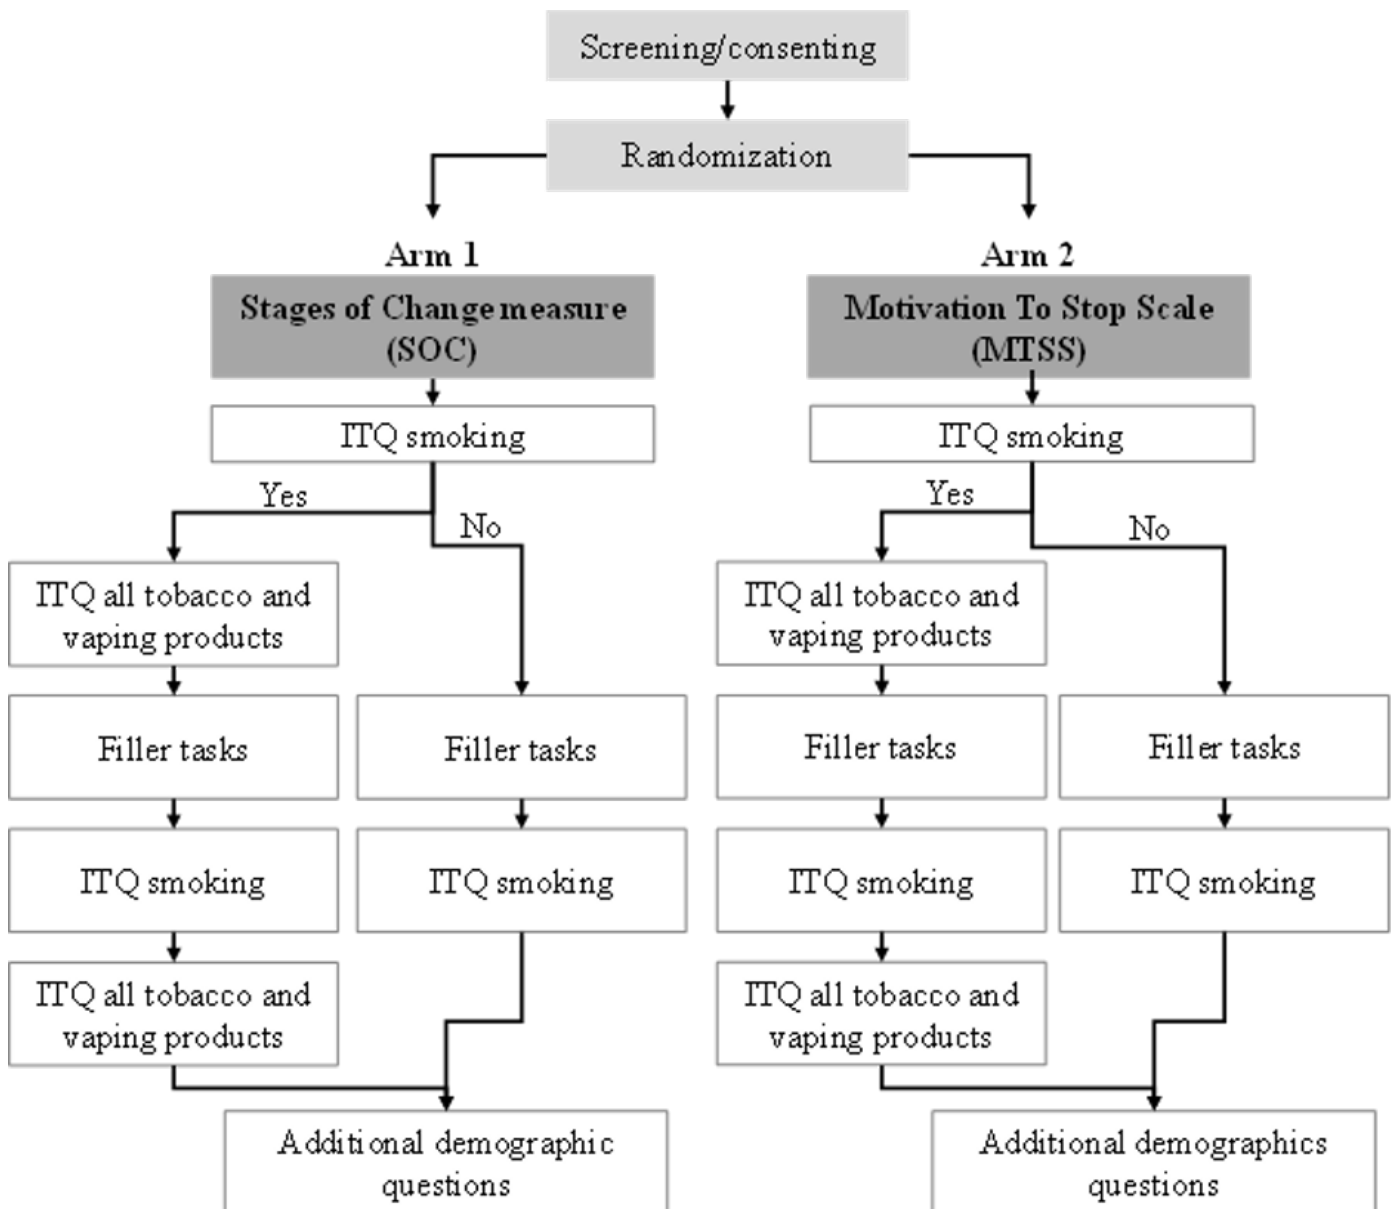 Screening/consenting
Randomization
Arm 1
Stages of Change measure
(SOC)
ITQ smoking
Yes
No
ITQ all tobacco and
vaping products
Filler tasks
Filler tasks
ITQ smoking
ITQ smoking
ITQ all tobacco and
vaping products
Additional demographic
questions
Arm 2
Motivation To Stop Scale
(MTSS)
ITQ smoking
Yes
No
ITQ all tobacco and
vaping products
Filler tasks
Filler tasks
ITQ smoking
ITQ smoking
ITQ all tobacco and
vaping products
Additional demographics
questions